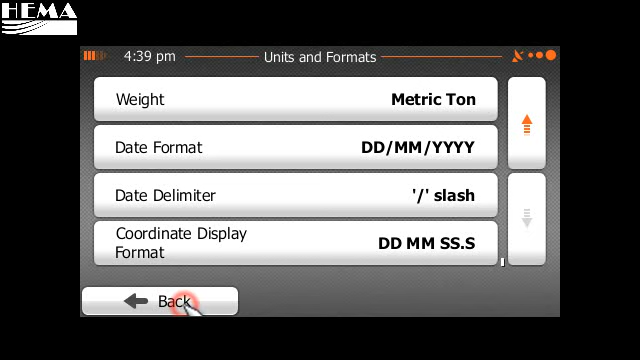 HEMA
4:39 pm
Units and Formats
Weight
Metric Ton
Date Format
DD/MM/YYYY
Date Delimiter
'/' slash
Coordinate Display
Format
DD MM SS.S
Back